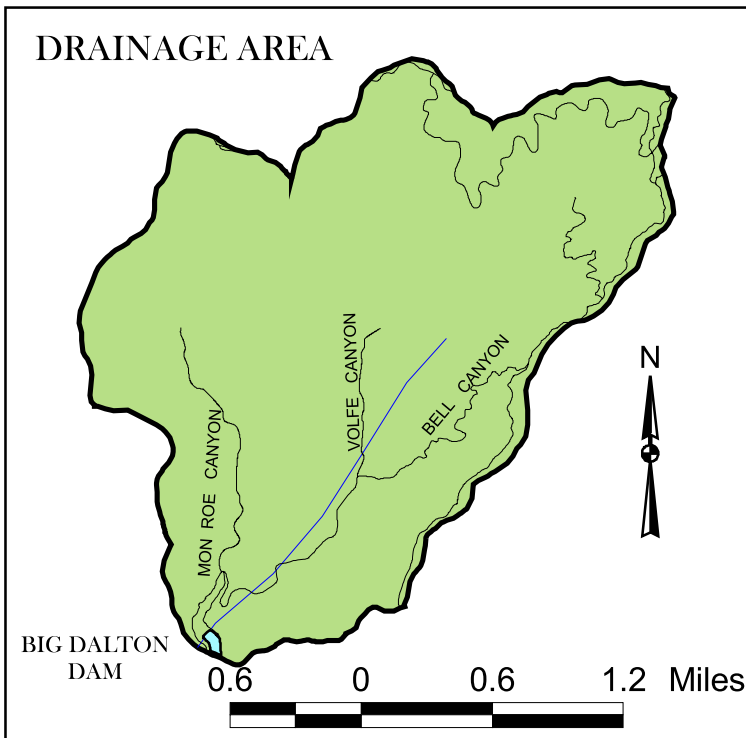 DRAINAGE AREA
VOLFE CANYON
BELL CANYON
MON ROE CANYON
N
BIG DALTON
DAM
0.6 0 0.6 1.2 Miles